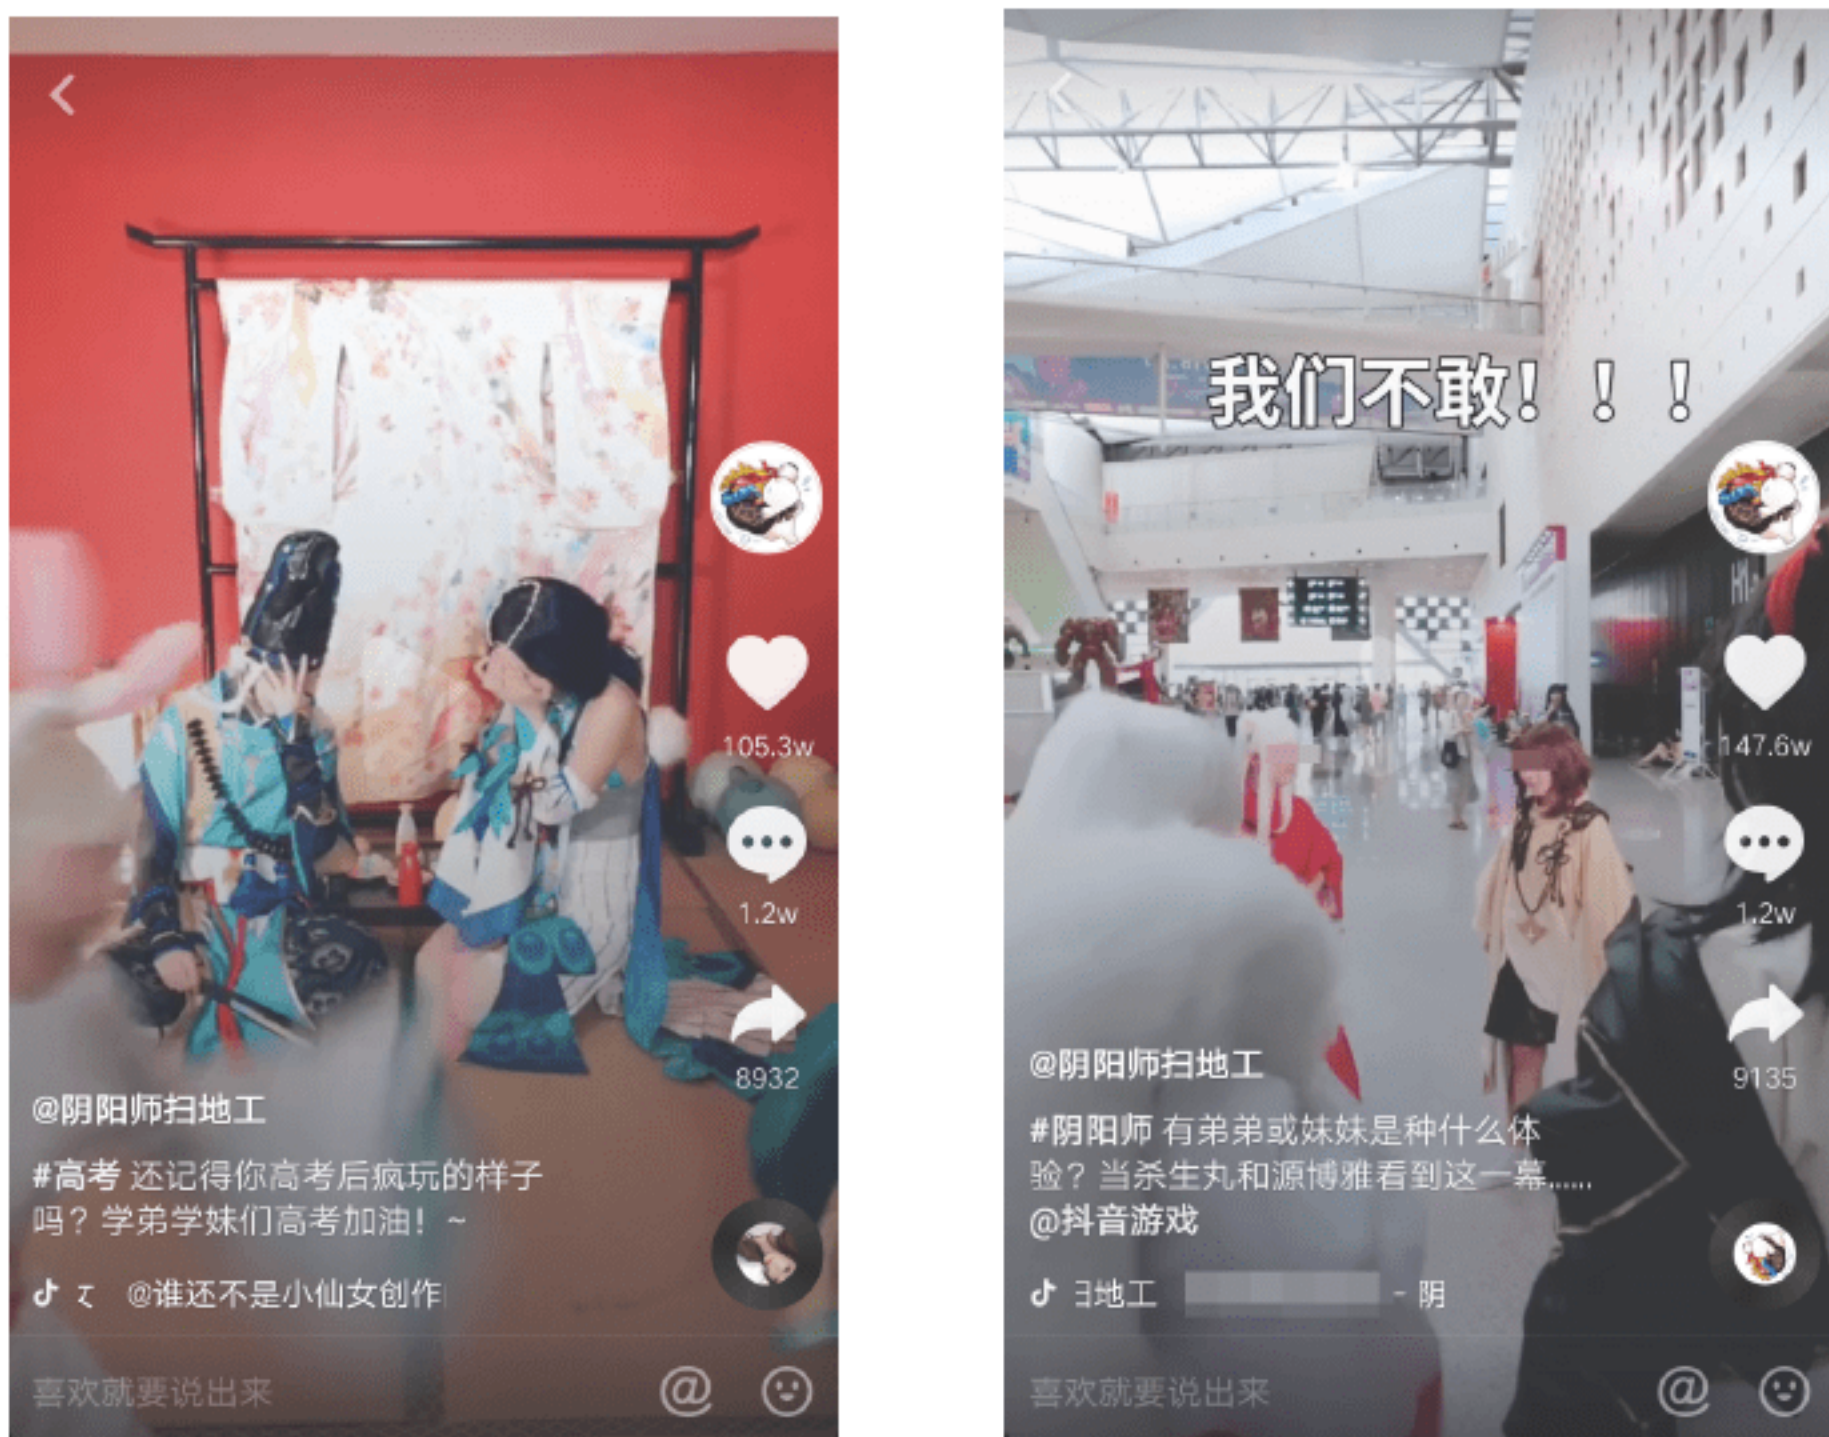 105.3w
1.2w
8932
@阴阳师扫地工
#高考 还记得你高考后疯玩的样子
吗？学弟学妹们高考加油！~
@谁还不是小仙女创作
喜欢就要说出来
我们不敢！！！
147.6w
1.2w
9135
@阴阳师扫地工
#阴阳师 有弟弟或妹妹是种什么体
验？当杀生丸和源博雅看到这一幕......
@抖音游戏
地工 - 阴
喜欢就要说出来